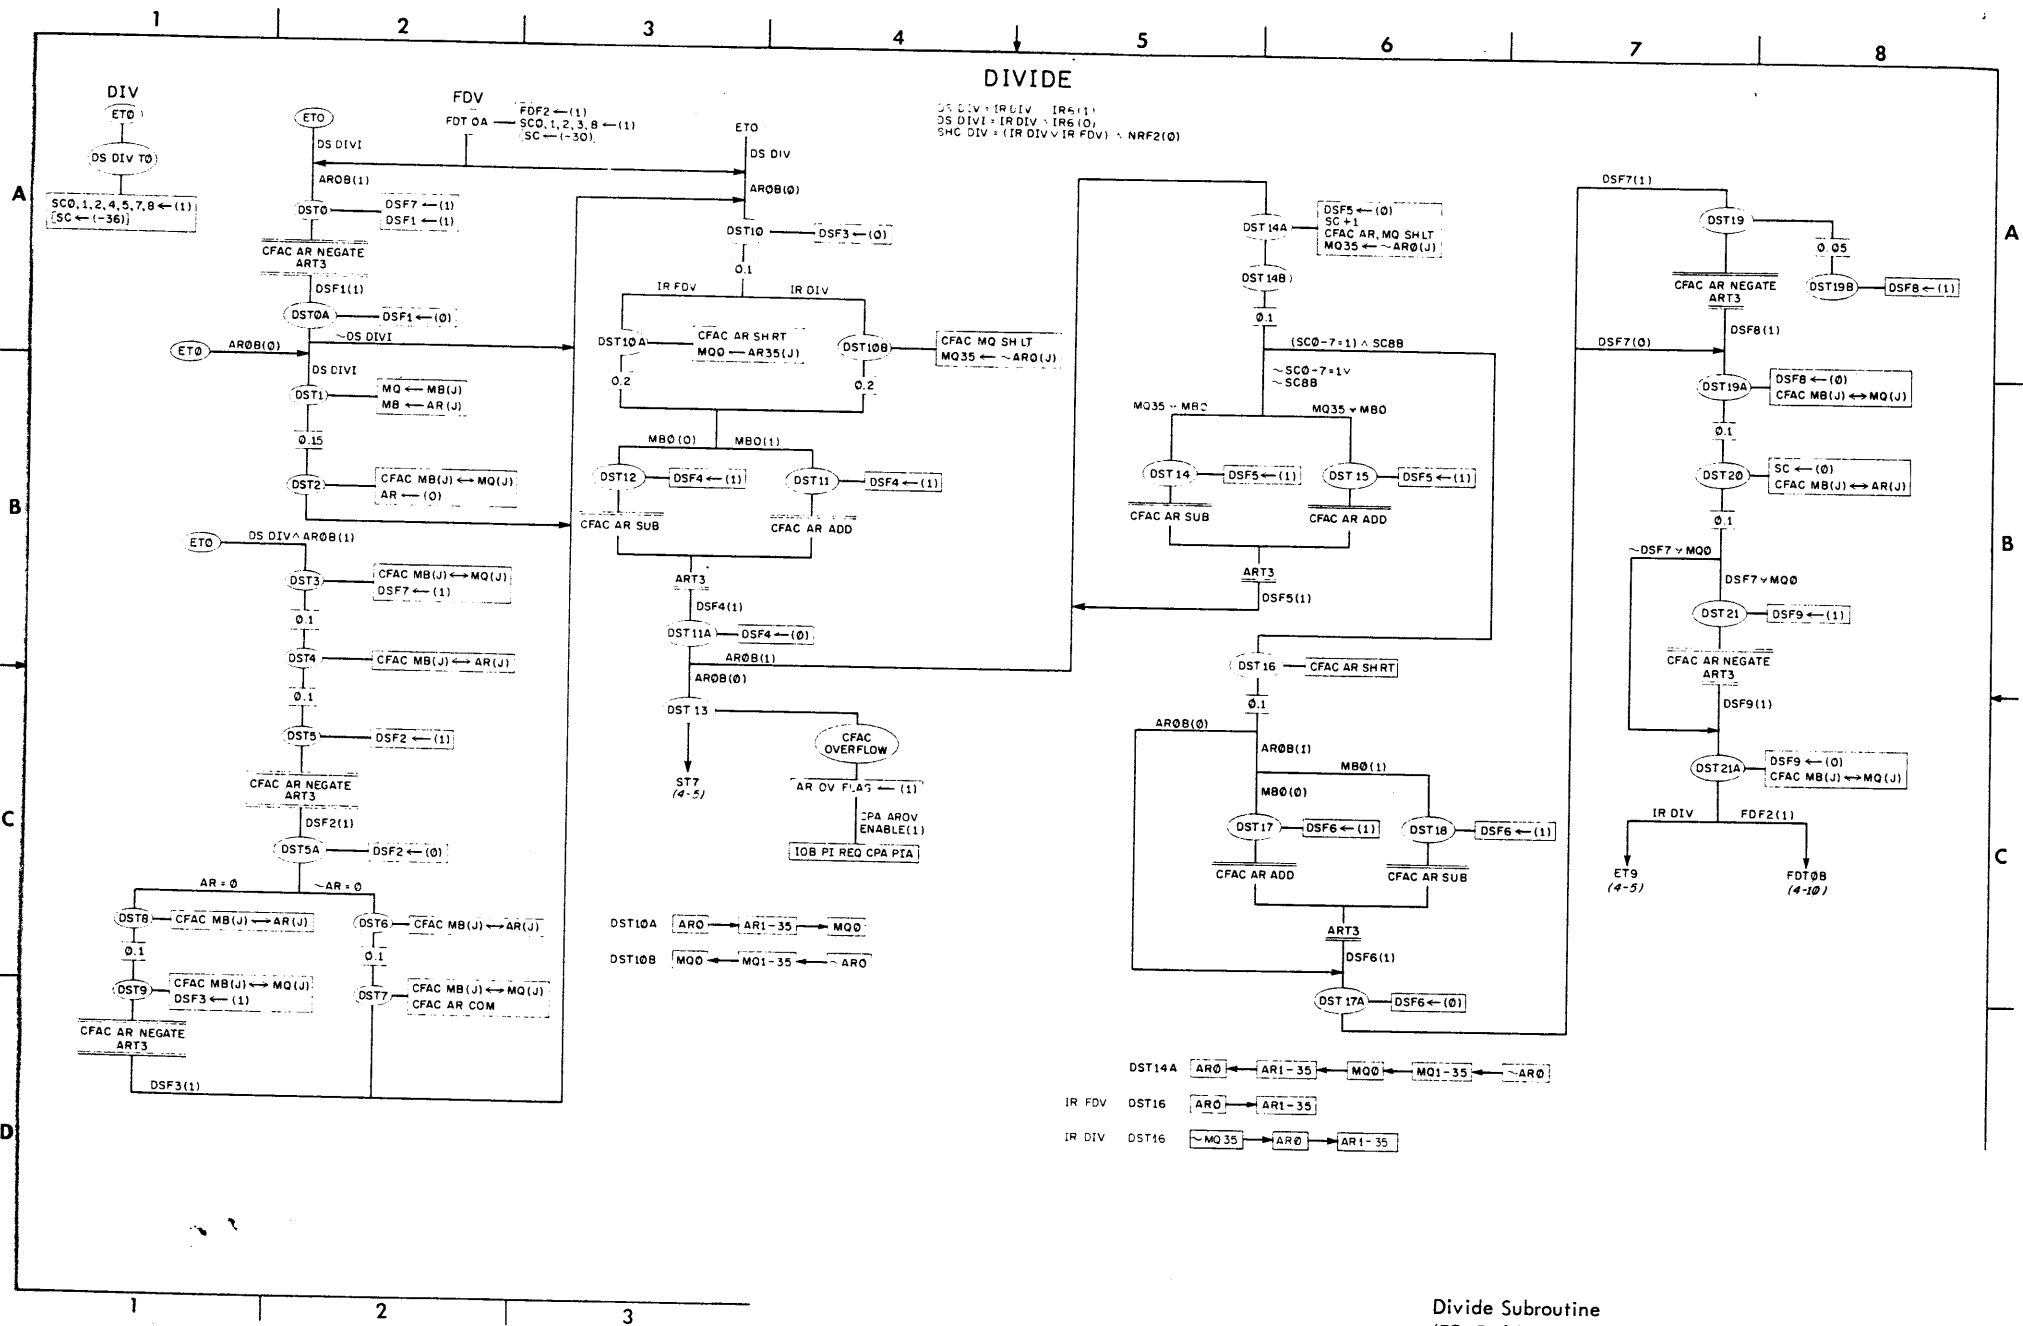 1 2 3 4 5 6 7 8
DIVIDE
DS DIV = IR DIV IR6(1)
DS DIVI = IR DIV ∧ IR6(0)
SHC DIV = (IR DIV ∨ IR FDV) ∧ NRF2(0)
A
B
C
D
DIV
ET0
DS DIV T0
SC0,1,2,4,5,7,8 ← (1)
[SC ← (-36)]
ET0
DS DIVI
FDV
FDT 0A
FDF2 ← (1)
SC0,1,2,3,8 ← (1)
[SC ← (-30)]
AR0B(1)
DST0
DSF7 ← (1)
DSF1 ← (1)
CFAC AR NEGATE
ART3
DSF1(1)
DST0A
DSF1 ← (0)
~DS DIVI
ET0
AR0B(0)
DS DIVI
DST1
MQ ← MB(J)
MB ← AR(J)
0.15
DST2
CFAC MB(J) ↔ MQ(J)
AR ← (0)
ET0
DS DIV ∧ AR0B(1)
DST3
CFAC MB(J) ↔ MQ(J)
DSF7 ← (1)
0.1
DST4
CFAC MB(J) ↔ AR(J)
0.1
DST5
DSF2 ← (1)
CFAC AR NEGATE
ART3
DSF2(1)
DST5A
DSF2 ← (0)
AR = 0
~AR = 0
DST8
CFAC MB(J) ↔ AR(J)
0.1
DST9
CFAC MB(J) ↔ MQ(J)
DSF3 ← (1)
CFAC AR NEGATE
ART3
DSF3(1)
DST6
CFAC MB(J) ↔ AR(J)
0.1
DST7
CFAC MB(J) ↔ MQ(J)
CFAC AR COM
ET0
DS DIV
AR0B(0)
DST10
DSF3 ← (0)
0.1
IR FDV
IR DIV
DST10A
CFAC AR SHRT
MQ0 ← AR35(J)
0.2
DST10B
CFAC MQ SHLT
MQ35 ← ~AR0(J)
0.2
MB0(0)
MB0(1)
DST12
DSF4 ← (1)
DST11
DSF4 ← (1)
CFAC AR SUB
CFAC AR ADD
ART3
DSF4(1)
DST11A
DSF4 ← (0)
AR0B(1)
AR0B(0)
DST 13
CFAC
OVERFLOW
ST7
(4-5)
AR OV FLAG ← (1)
CPA AROV
ENABLE(1)
IOB PI REQ CPA PIA
DST10A AR0 → AR1-35 → MQ0
DST10B MQ0 ← MQ1-35 ← ~AR0
DST14A
DSF5 ← (0)
SC +1
CFAC AR, MQ SHLT
MQ35 ← ~AR0(J)
DST14B
0.1
(SC0-7=1) ∧ SC8B
~SC0-7=1∨
~SC8B
MQ35 ~ MB0
MQ35 ⩝ MB0
DST 14
DSF5 ← (1)
DST 15
DSF5 ← (1)
CFAC AR SUB
CFAC AR ADD
ART3
DSF5(1)
DST 16
CFAC AR SHRT
0.1
AR0B(0)
AR0B(1)
MB0(1)
MB0(0)
DST17
DSF6 ← (1)
DST18
DSF6 ← (1)
CFAC AR ADD
CFAC AR SUB
ART3
DSF6(1)
DST 17A
DSF6 ← (0)
DST14A AR0 ← AR1-35 ← MQ0 ← MQ1-35 ← ~AR0
IR FDV DST16 AR0 → AR1-35
IR DIV DST16 ~MQ35 → AR0 → AR1-35
DSF7(1)
DST19
0.05
CFAC AR NEGATE
ART3
DST19B
DSF8 ← (1)
DSF8(1)
DSF7(0)
DST19A
DSF8 ← (0)
CFAC MB(J) ↔ MQ(J)
0.1
DST20
SC ← (0)
CFAC MB(J) ↔ AR(J)
0.1
~DSF7 ⩝ MQ0
DSF7 ⩝ MQ0
DST 21
DSF9 ← (1)
CFAC AR NEGATE
ART3
DSF9(1)
DST21A
DSF9 ← (0)
CFAC MB(J) ↔ MQ(J)
IR DIV
FDF2(1)
ET9
(4-5)
FDT0B
(4-10)
A
B
C
1 2 3
Divide Subroutine